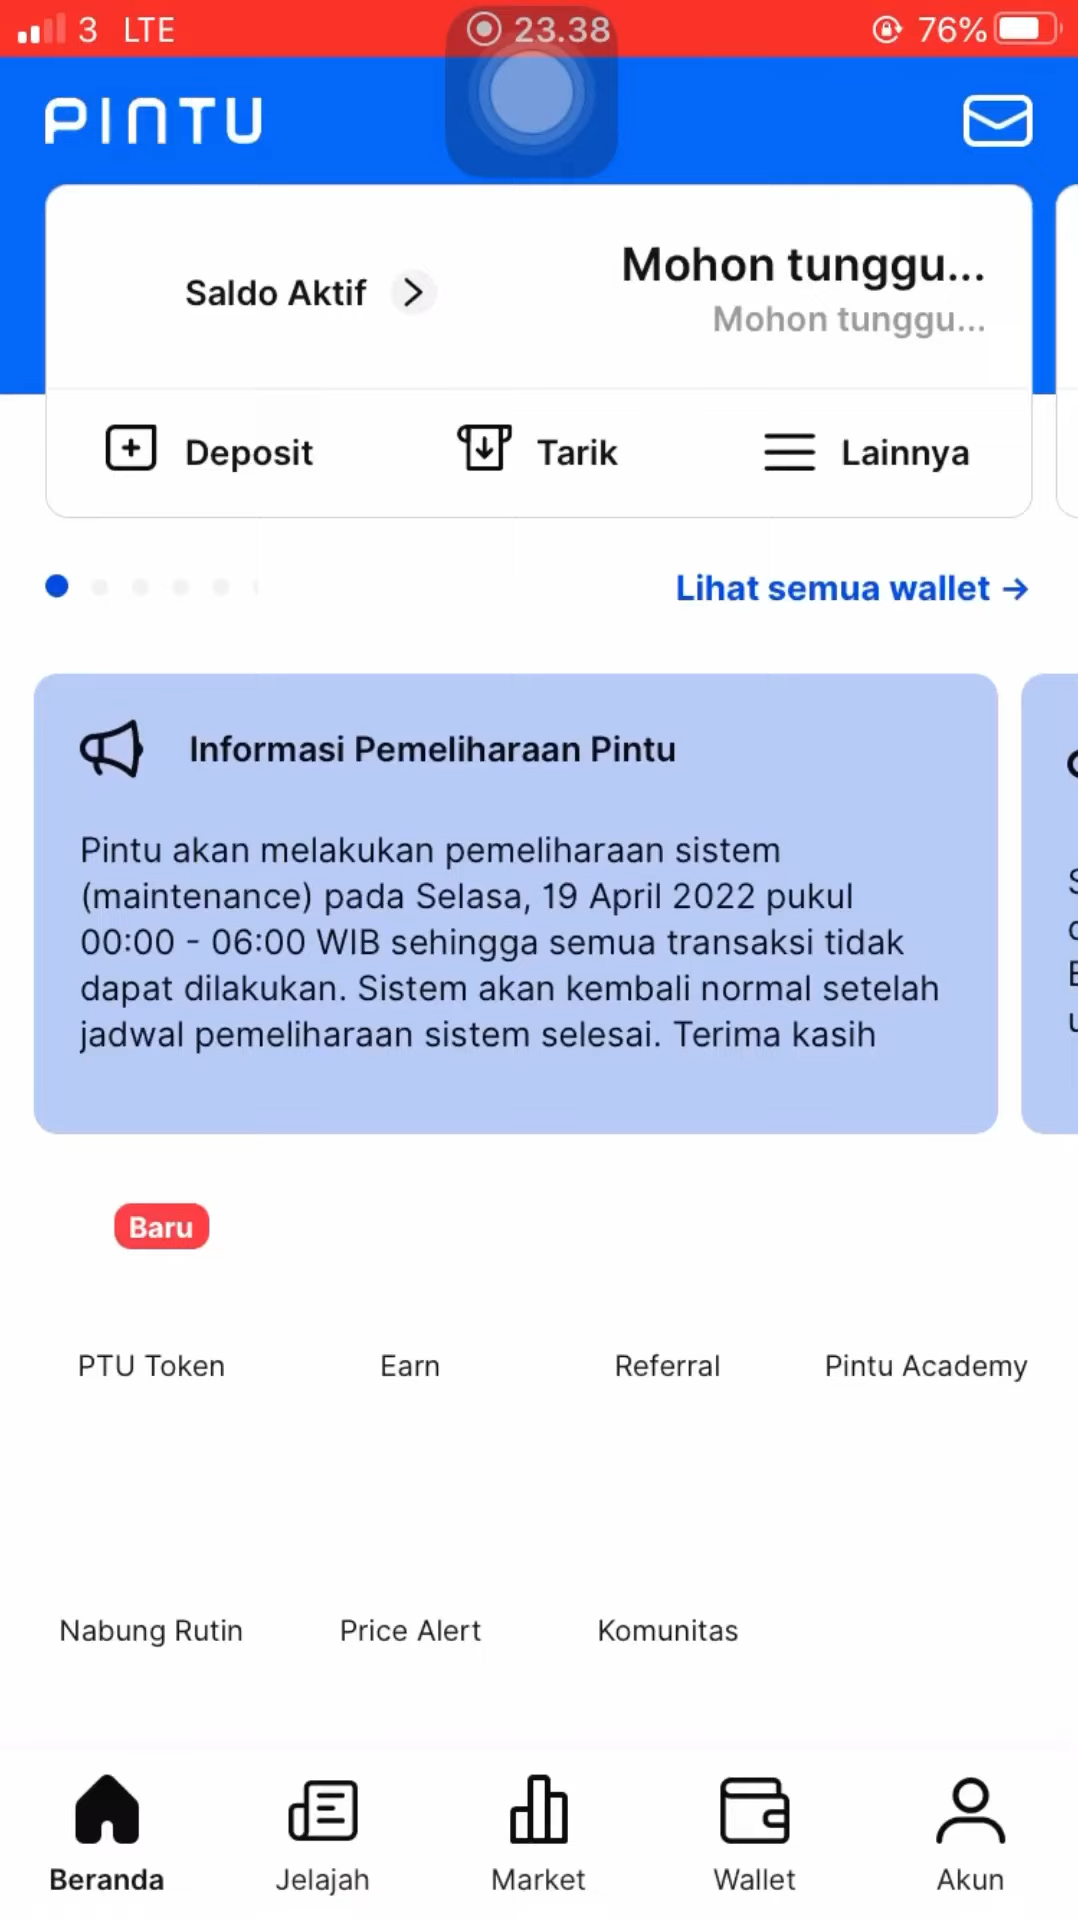 3 LTE 23.38 76%
PINTU
Saldo Aktif
Mohon tunggu...
Mohon tunggu...
Deposit Tarik Lainnya
Lihat semua wallet →
Informasi Pemeliharaan Pintu
Pintu akan melakukan pemeliharaan sistem
(maintenance) pada Selasa, 19 April 2022 pukul
00:00 - 06:00 WIB sehingga semua transaksi tidak
dapat dilakukan. Sistem akan kembali normal setelah
jadwal pemeliharaan sistem selesai. Terima kasih
Baru
PTU Token Earn Referral Pintu Academy
Nabung Rutin Price Alert Komunitas
Beranda Jelajah Market Wallet Akun